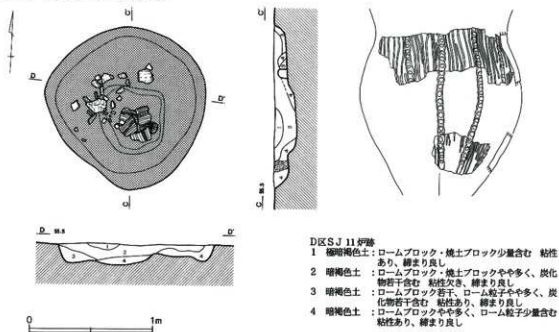 C
C'
D
D'
C
C'
C
55.5
D 55.5
D'
0
1m
D区SJ 11炉跡
1 極暗褐色土：ロームブロック・焼土ブロック少量含む 粘性
あり、締まり良し
2 暗褐色土：ロームブロック・焼土ブロックやや多く、炭化
物若干含む 粘性欠き、締まり良し
3 暗褐色土：ロームブロック若干、ローム粒子やや多く、炭
化物若干含む 粘性あり、締まり良し
4 暗褐色土：ロームブロックやや多く、ローム粒子少量含む
粘性あり、締まり良し